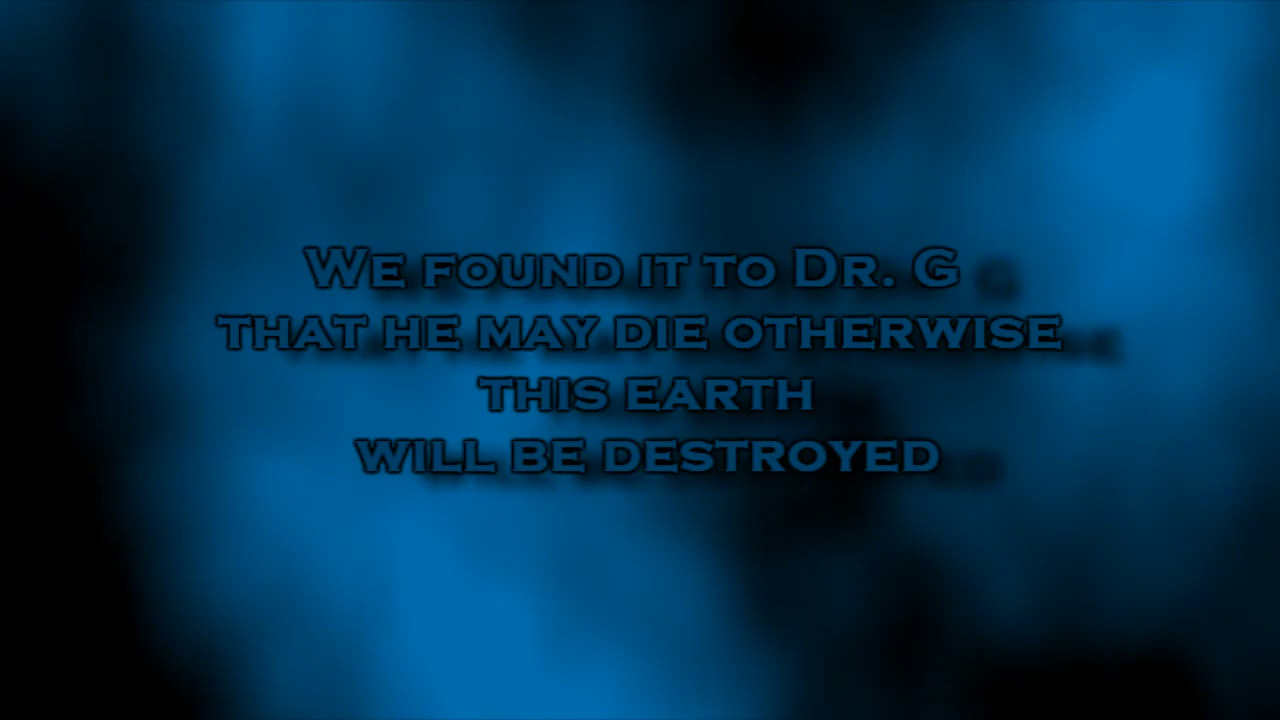 We found it to Dr. G
that he may die otherwise
this earth
will be destroyed